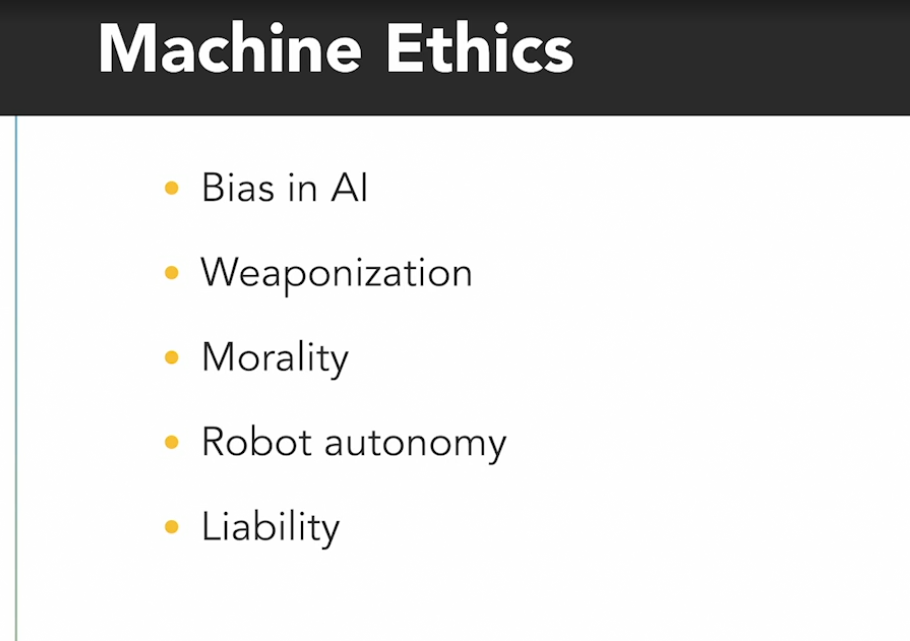 Machine Ethics
Bias in AI
Weaponization
Morality
Robot autonomy
Liability